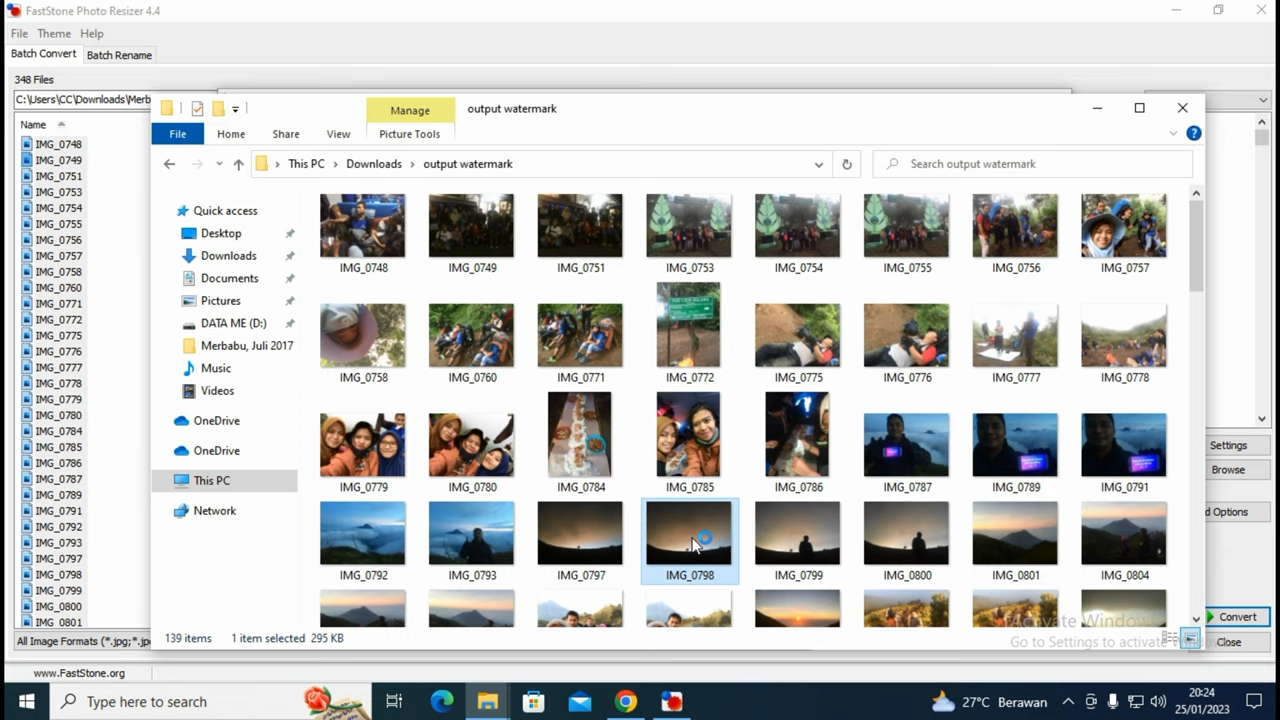 FastStone Photo Resizer 4.4
File Theme Help
Batch Convert Batch Rename
348 Files
C:\Users\CC\Downloads\Merb
Name
IMG_0748
IMG_0749
IMG_0751
IMG_0753
IMG_0754
IMG_0755
IMG_0756
IMG_0757
IMG_0758
IMG_0760
IMG_0771
IMG_0772
IMG_0775
IMG_0776
IMG_0777
IMG_0778
IMG_0779
IMG_0780
IMG_0784
IMG_0785
IMG_0786
IMG_0787
IMG_0789
IMG_0791
IMG_0792
IMG_0793
IMG_0797
IMG_0798
IMG_0799
IMG_0800
IMG_0801
All Image Formats (*.jpg;*.jpe
www.FastStone.org
Manage output watermark
File Home Share View Picture Tools
This PC Downloads output watermark
Search output watermark
Quick access
Desktop
Downloads
Documents
Pictures
DATA ME (D:)
Merbabu, Juli 2017
Music
Videos
OneDrive
OneDrive
This PC
Network
IMG_0748 IMG_0749 IMG_0751 IMG_0753 IMG_0754 IMG_0755 IMG_0756 IMG_0757
IMG_0758 IMG_0760 IMG_0771 IMG_0772 IMG_0775 IMG_0776 IMG_0777 IMG_0778
IMG_0779 IMG_0780 IMG_0784 IMG_0785 IMG_0786 IMG_0787 IMG_0789 IMG_0791
IMG_0792 IMG_0793 IMG_0797 IMG_0798 IMG_0799 IMG_0800 IMG_0801 IMG_0804
139 items 1 item selected 295 KB
Settings
Browse
d Options
Convert
Close
Activate Windows
Go to Settings to activate
Type here to search
27°C Berawan
20:24
25/01/2023